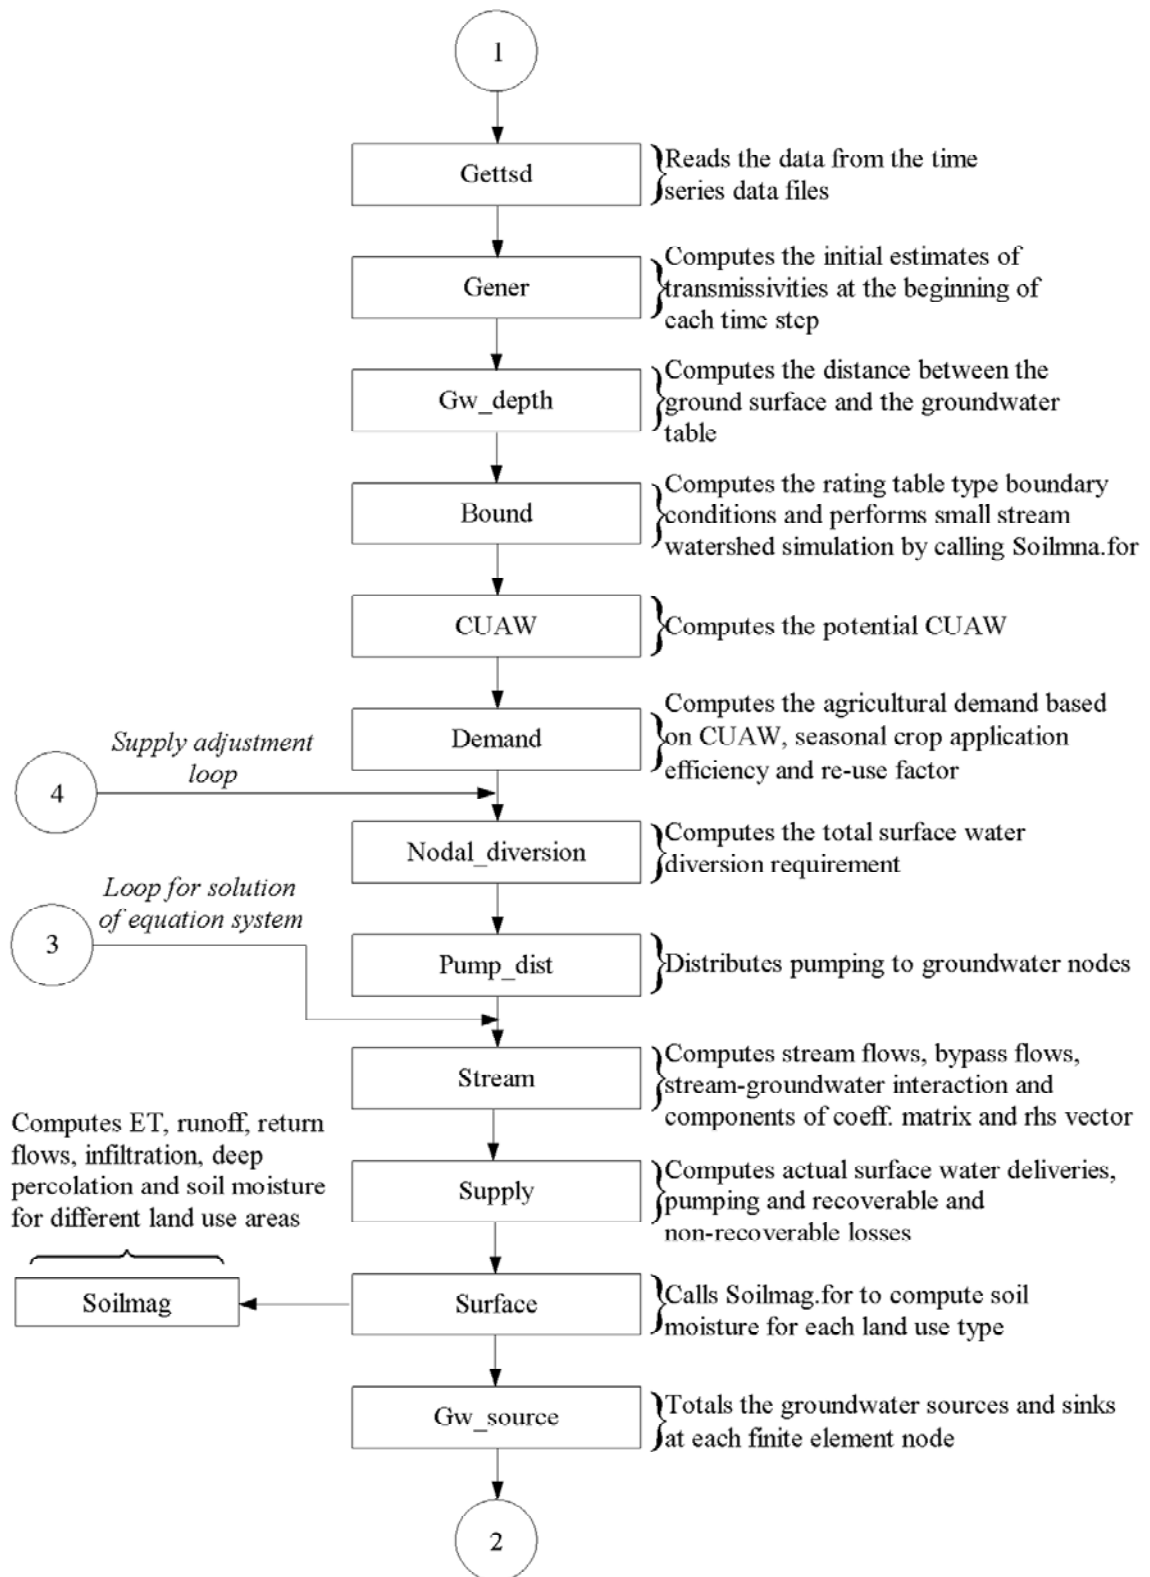 1
Gettsd
Reads the data from the time
series data files
Gener
Computes the initial estimates of
transmissivities at the beginning of
each time step
Gw_depth
Computes the distance between the
ground surface and the groundwater
table
Bound
Computes the rating table type boundary
conditions and performs small stream
watershed simulation by calling Soilmna.for
CUAW
Computes the potential CUAW
Demand
Computes the agricultural demand based
on CUAW, seasonal crop application
efficiency and re-use factor
Supply adjustment
loop
4
Nodal_diversion
Computes the total surface water
diversion requirement
Loop for solution
of equation system
3
Pump_dist
Distributes pumping to groundwater nodes
Stream
Computes stream flows, bypass flows,
stream-groundwater interaction and
components of coeff. matrix and rhs vector
Supply
Computes actual surface water deliveries,
pumping and recoverable and
non-recoverable losses
Computes ET, runoff, return
flows, infiltration, deep
percolation and soil moisture
for different land use areas
Soilmag
Surface
Calls Soilmag.for to compute soil
moisture for each land use type
Gw_source
Totals the groundwater sources and sinks
at each finite element node
2